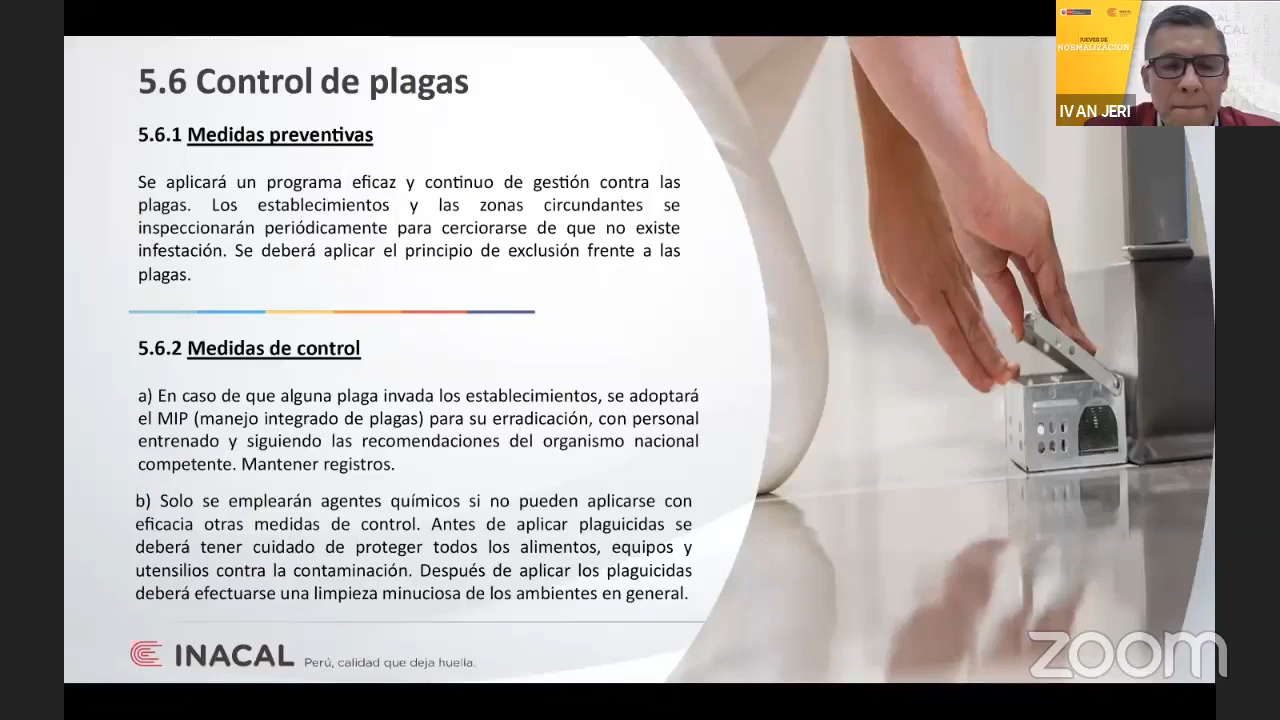 5.6 Control de plagas
5.6.1 Medidas preventivas
Se aplicará un programa eficaz y continuo de gestión contra las
plagas. Los establecimientos y las zonas circundantes se
inspeccionarán periódicamente para cerciorarse de que no existe
infestación. Se deberá aplicar el principio de exclusión frente a las
plagas.
5.6.2 Medidas de control
a) En caso de que alguna plaga invada los establecimientos, se adoptará
el MIP (manejo integrado de plagas) para su erradicación, con personal
entrenado y siguiendo las recomendaciones del organismo nacional
competente. Mantener registros.
b) Solo se emplearán agentes químicos si no pueden aplicarse con
eficacia otras medidas de control. Antes de aplicar plaguicidas se
deberá tener cuidado de proteger todos los alimentos, equipos y
utensilios contra la contaminación. Después de aplicar los plaguicidas
deberá efectuarse una limpieza minuciosa de los ambientes en general.
INACAL Perú, calidad que deja huella.
JUEVES DE
NORMALIZACIÓN
IVAN JERI
zoom